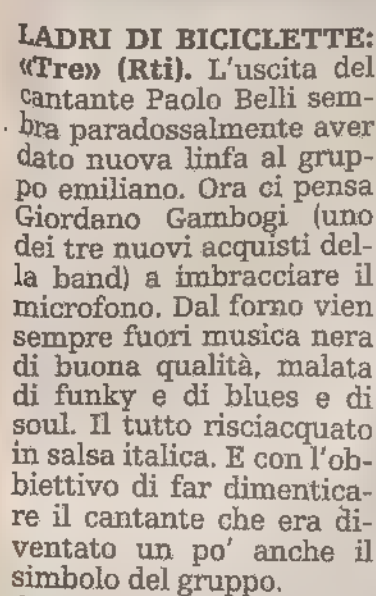 LADRI DI BICICLETTE:
«Tre» (Rti). L'uscita del
cantante Paolo Belli sem-
bra paradossalmente aver
dato nuova linfa al grup-
po emiliano. Ora ci pensa
Giordano Gambogi (uno
dei tre nuovi acquisti del-
la band) a imbracciare il
microfono. Dal forno vien
sempre fuori musica nera
di buona qualità, malata
di funky e di blues e di
soul. Il tutto risciacquato
in salsa italica. E con l'ob-
biettivo di far dimentica-
re il cantante che era di-
ventato un po' anche il
simbolo del gruppo.